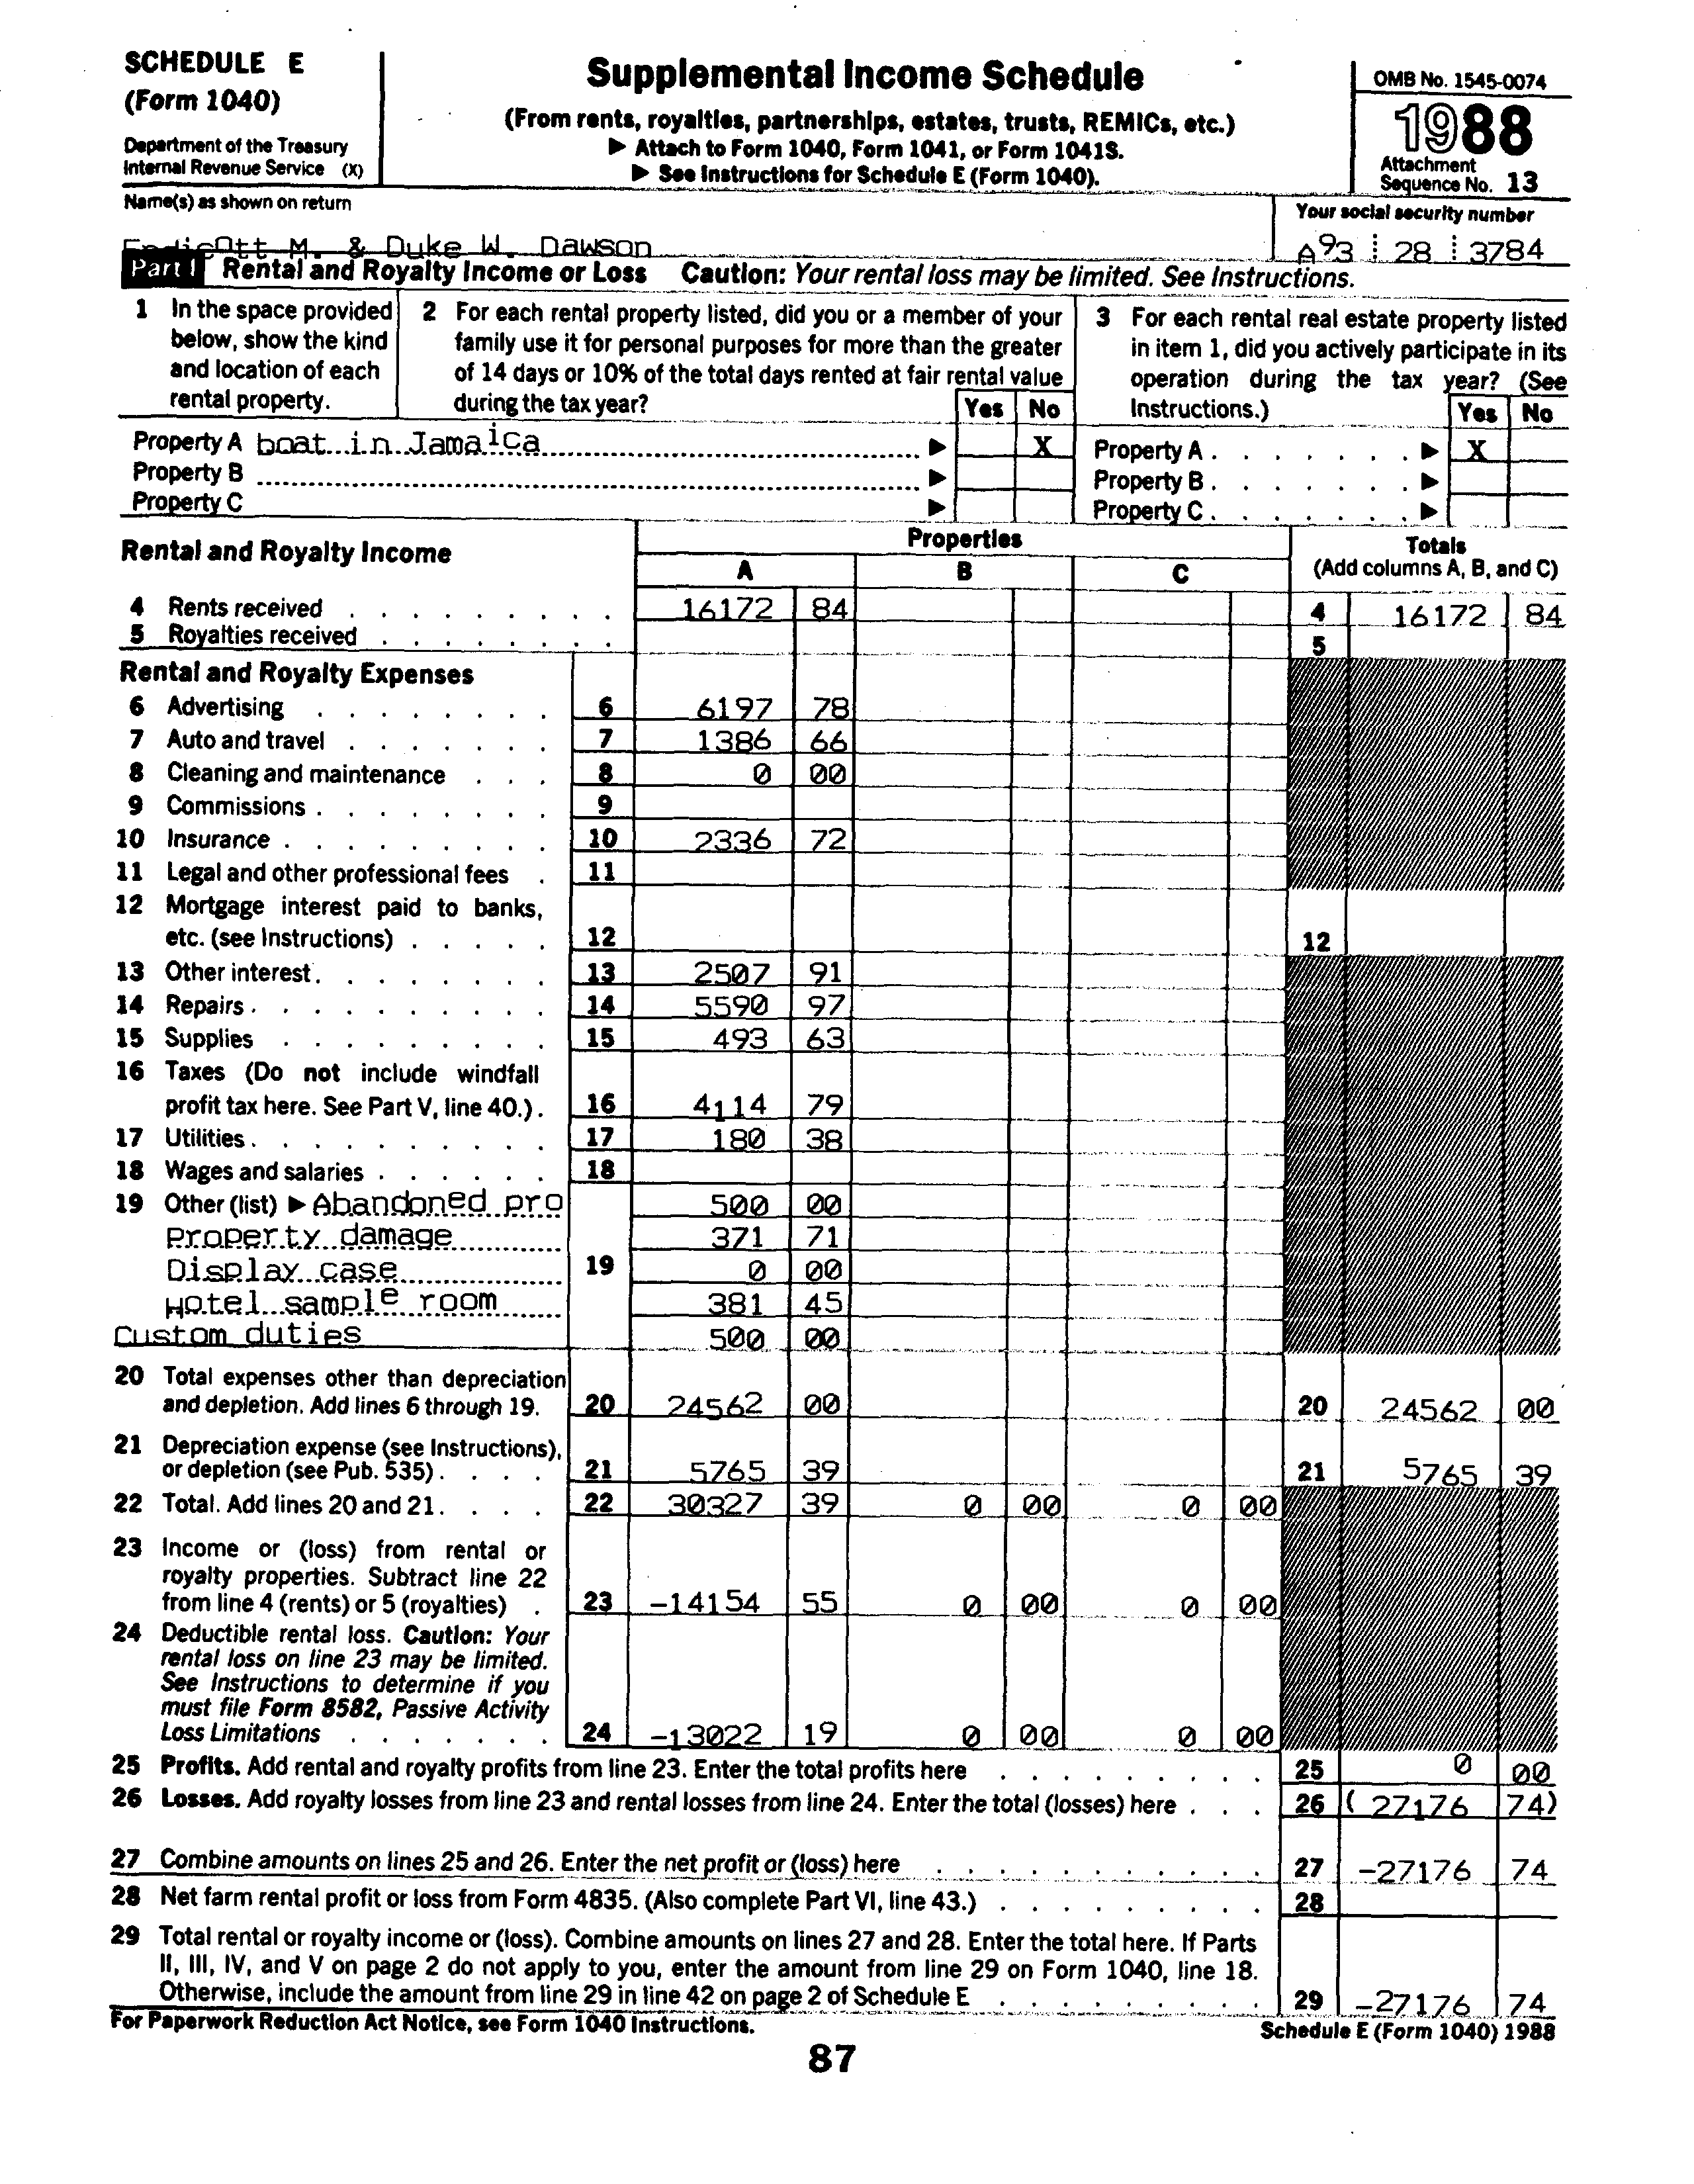 SCHEDULE E
(Form 1040)
Department of the Treasury
Internal Revenue Service (X)
Supplemental Income Schedule
(From rents, royalties, partnerships, estates, trusts, REMICs, etc.)
▶ Attach to Form 1040, Form 1041, or Form 1041S.
▶ See Instructions for Schedule E (Form 1040).
OMB No. 1545-0074
1988
Attachment
Sequence No. 13
Name(s) as shown on return
Endicott M. & Duke W. Dawson
Your social security number
A93 28 3784
Part I Rental and Royalty Income or Loss Caution: Your rental loss may be limited. See Instructions.
1 In the space provided
below, show the kind
and location of each
rental property.
2 For each rental property listed, did you or a member of your
family use it for personal purposes for more than the greater
of 14 days or 10% of the total days rented at fair rental value
during the tax year?
Yes No
3 For each rental real estate property listed
in item 1, did you actively participate in its
operation during the tax year? (See
Instructions.)
Yes No
Property A boat in Jamaica ▶ X
Property B ▶
Property C ▶
Property A . . . . . . . ▶ X
Property B . . . . . . . ▶
Property C . . . . . . . ▶
Rental and Royalty Income
Properties
A B C
Totals
(Add columns A, B, and C)
4 Rents received 16172 84 4 16172 84
5 Royalties received 5
Rental and Royalty Expenses
6 Advertising 6 6197 78
7 Auto and travel 7 1386 66
8 Cleaning and maintenance 8 0 00
9 Commissions 9
10 Insurance 10 2336 72
11 Legal and other professional fees 11
12 Mortgage interest paid to banks,
etc. (see Instructions) 12 12
13 Other interest 13 2507 91
14 Repairs 14 5590 97
15 Supplies 15 493 63
16 Taxes (Do not include windfall
profit tax here. See Part V, line 40.) 16 4114 79
17 Utilities 17 180 38
18 Wages and salaries 18
19 Other (list) ▶ Abandoned pro 500 00
Property damage 371 71
Display case 19 0 00
Hotel sample room 381 45
Custom duties 500 00
20 Total expenses other than depreciation
and depletion. Add lines 6 through 19. 20 24562 00 20 24562 00
21 Depreciation expense (see Instructions),
or depletion (see Pub. 535) 21 5765 39 21 5765 39
22 Total. Add lines 20 and 21 22 30327 39 0 00 0 00
23 Income or (loss) from rental or
royalty properties. Subtract line 22
from line 4 (rents) or 5 (royalties) 23 -14154 55 0 00 0 00
24 Deductible rental loss. Caution: Your
rental loss on line 23 may be limited.
See Instructions to determine if you
must file Form 8582, Passive Activity
Loss Limitations 24 -13022 19 0 00 0 00
25 Profits. Add rental and royalty profits from line 23. Enter the total profits here 25 0 00
26 Losses. Add royalty losses from line 23 and rental losses from line 24. Enter the total (losses) here 26 ( 27176 74)
27 Combine amounts on lines 25 and 26. Enter the net profit or (loss) here 27 -27176 74
28 Net farm rental profit or loss from Form 4835. (Also complete Part VI, line 43.) 28
29 Total rental or royalty income or (loss). Combine amounts on lines 27 and 28. Enter the total here. If Parts
II, III, IV, and V on page 2 do not apply to you, enter the amount from line 29 on Form 1040, line 18.
Otherwise, include the amount from line 29 in line 42 on page 2 of Schedule E 29 -27176 74
For Paperwork Reduction Act Notice, see Form 1040 Instructions.
Schedule E (Form 1040) 1988
87